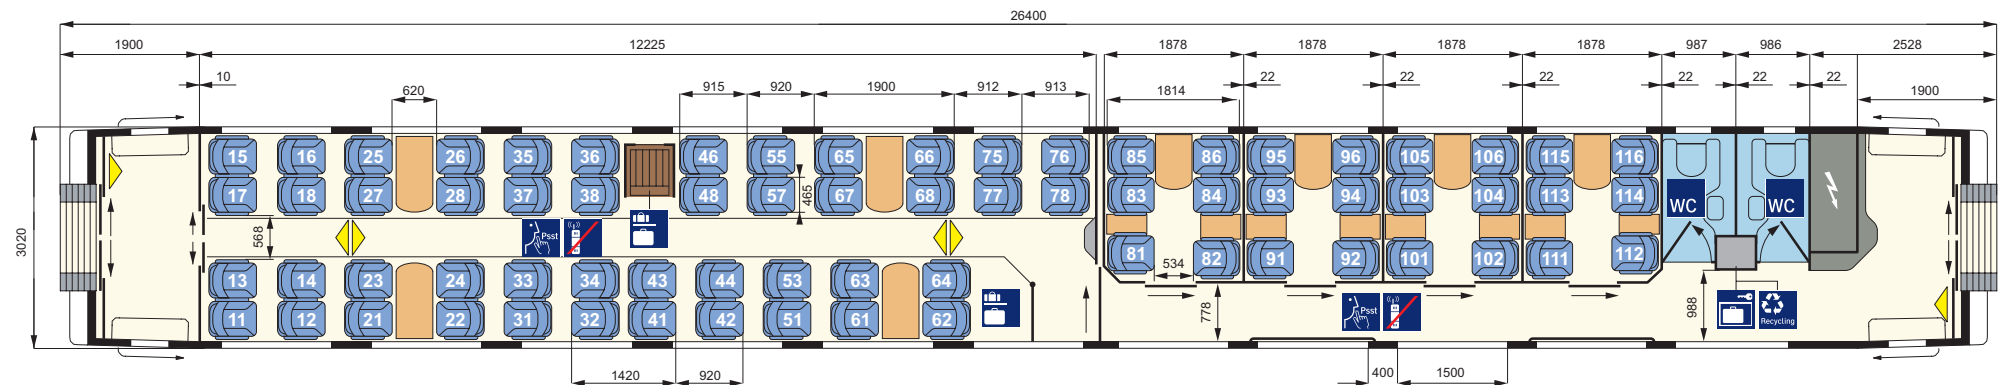 26400
1900 12225 1878 1878 1878 1878 987 986 2528
10 620 915 920 1900 912 913 22 22 22 22 22 22
1814 1900
15 16 25 26 35 36 46 55 65 66 75 76 85 86 95 96 105 106 115 116
17 18 27 28 37 38 48 57 465 67 68 77 78 83 84 93 94 103 104 113 114
WC WC
3020 568 Psst
13 14 23 24 33 34 43 44 53 63 64 81 82 91 92 101 102 111 112
534
11 12 21 22 31 32 41 42 51 61 62 778 Psst 988 Recycling
1420 920 400 1500